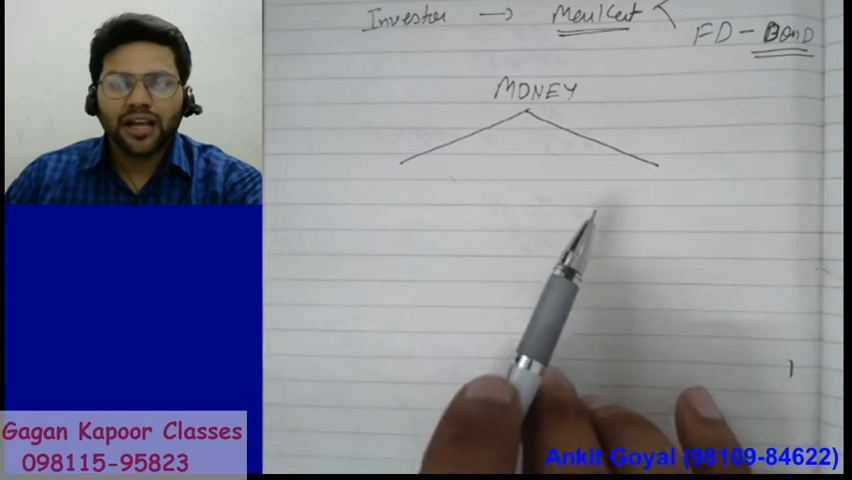 Investor → Market
FD - BOND
MONEY
Gagan Kapoor Classes
098115-95823
Ankit Goyal (98109-84622)